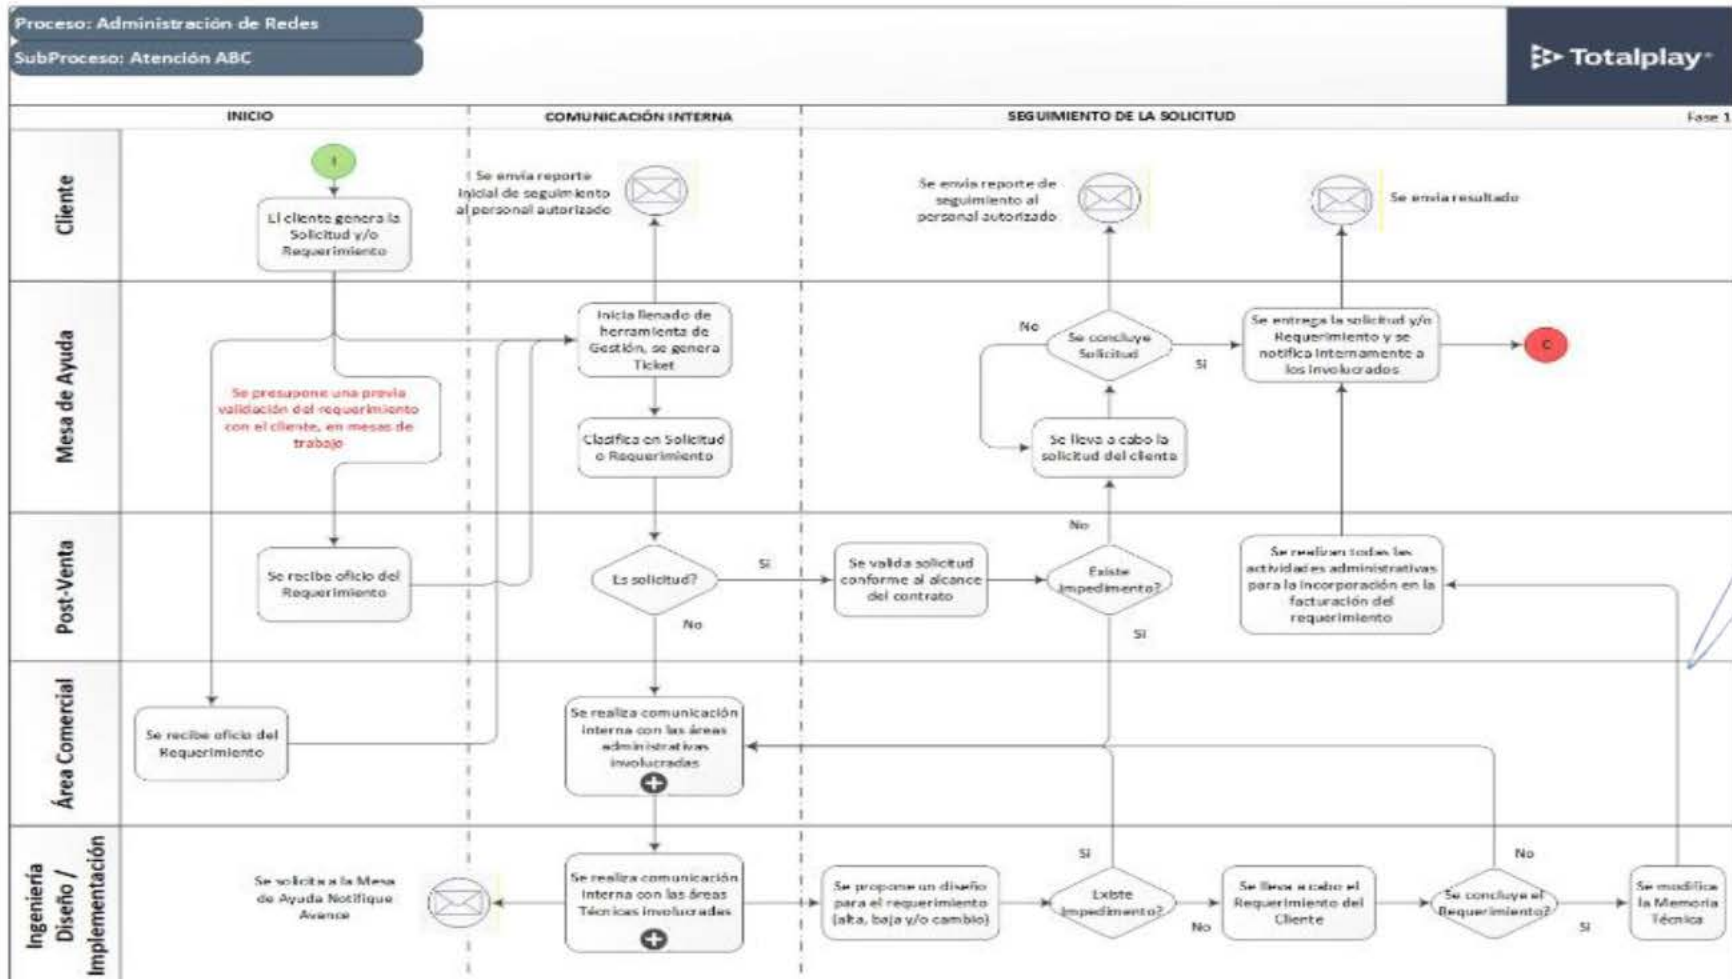 Proceso: Administración de Redes
SubProceso: Atención ABC
Totalplay
INICIO
COMUNICACIÓN INTERNA
SEGUIMIENTO DE LA SOLICITUD
Fase 1
Cliente
I
El cliente genera la
Solicitud y/o
Requerimiento
Se envia reporte
inicial de seguimiento
al personal autorizado
Se envia reporte de
seguimiento al
personal autorizado
Se envia resultado
Mesa de Ayuda
Se presupone una previa
validación del requerimiento
con el cliente, en mesas de
trabajo
Inicia llenado de
herramienta de
Gestión, se genera
Ticket
Clasifica en Solicitud
o Requerimiento
No
Se concluye
Solicitud
Si
Se entrega la solicitud y/o
Requerimiento y se
notifica internamente a
los involucrados
C
Se lleva a cabo la
solicitud del cliente
Post-Venta
Se recibe oficio del
Requerimiento
Es solicitud?
Si
No
Se valida solicitud
conforme al alcance
del contrato
No
Existe
Impedimento?
Si
Se realizan todas las
actividades administrativas
para la incorporación en la
facturación del
requerimiento
Área Comercial
Se recibe oficio del
Requerimiento
Se realiza comunicación
interna con las áreas
administrativas
involucradas
Ingeniería
Diseño /
Implementación
Se solicita a la Mesa
de Ayuda Notifique
Avance
Se realiza comunicación
Interna con las áreas
Técnicas involucradas
Se propone un diseño
para el requerimiento
(alta, baja y/o cambio)
Si
Existe
Impedimento?
No
Se lleva a cabo el
Requerimiento del
Cliente
No
Se concluye el
Requerimiento?
Si
Se modifica
la Memoria
Técnica